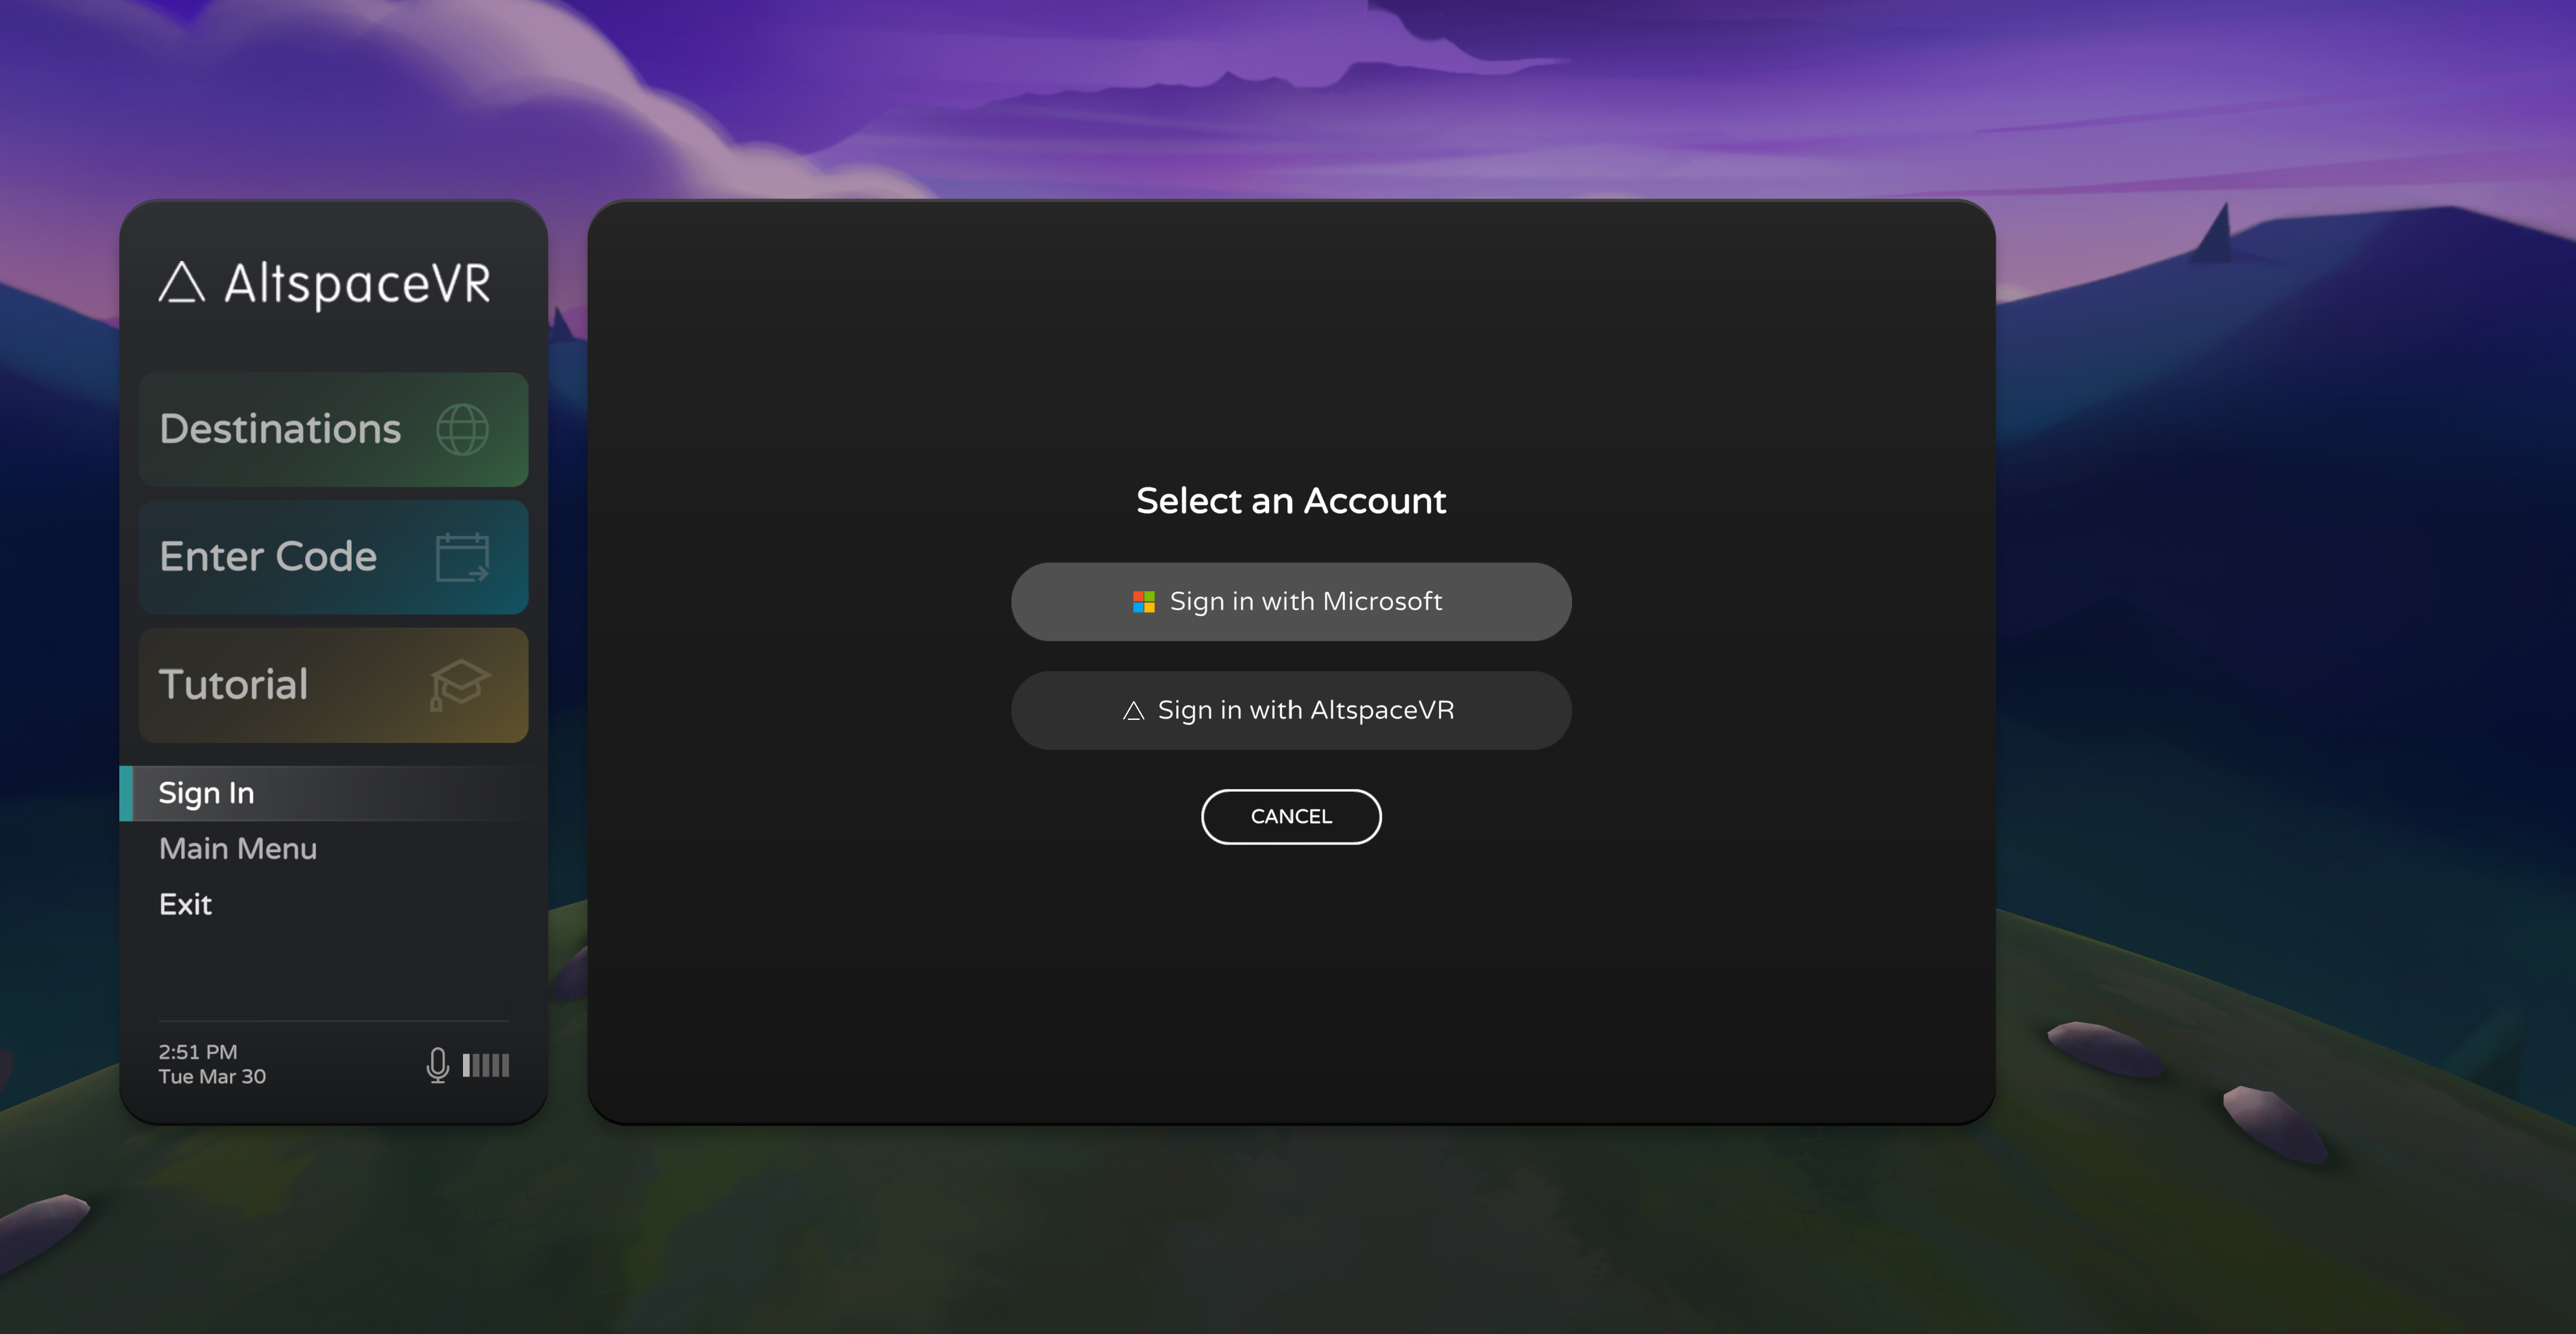 AltspaceVR
Destinations
Enter Code
Tutorial
Sign In
Main Menu
Exit
2:51 PM
Tue Mar 30
Select an Account
Sign in with Microsoft
Sign in with AltspaceVR
CANCEL